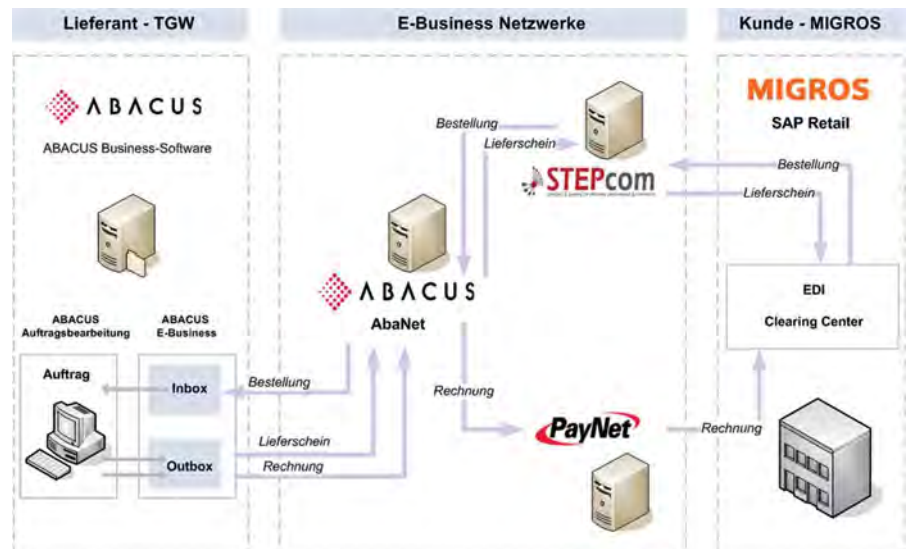 Lieferant - TGW
E-Business Netzwerke
Kunde - MIGROS
ABACUS
ABACUS Business-Software
ABACUS
Auftragsbearbeitung
ABACUS
E-Business
Auftrag
Inbox
Outbox
Bestellung
Lieferschein
Rechnung
Bestellung
Lieferschein
STEPcom
ABACUS
AbaNet
Rechnung
PayNet
MIGROS
SAP Retail
Bestellung
Lieferschein
EDI
Clearing Center
Rechnung